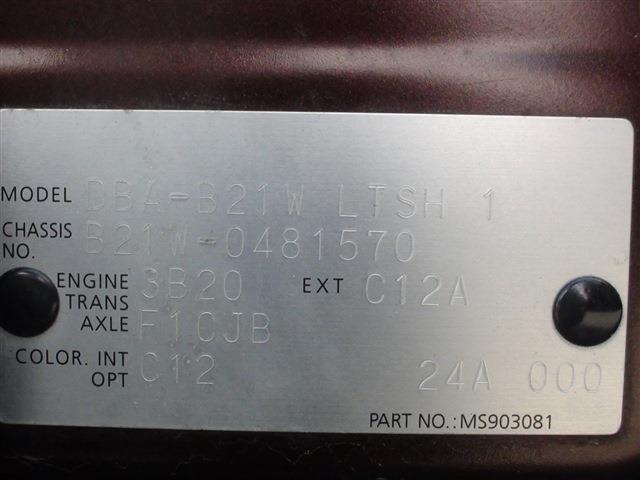 MODEL DBA-B21W LTSH 1
CHASSIS NO. B21W-0481570
ENGINE 3B20 EXT C12A
TRANS AXLE F1CJB
COLOR. INT C12
OPT 24A 000
PART NO.:MS903081